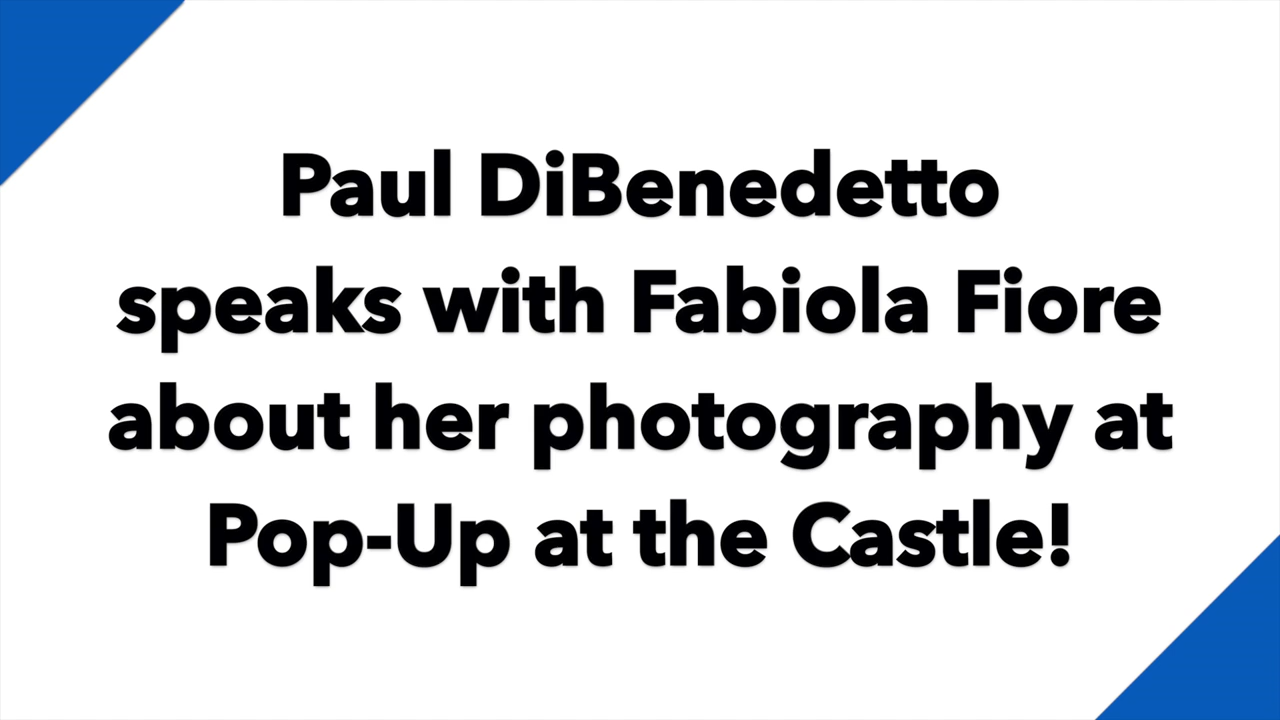 Paul DiBenedetto
speaks with Fabiola Fiore
about her photography at
Pop-Up at the Castle!